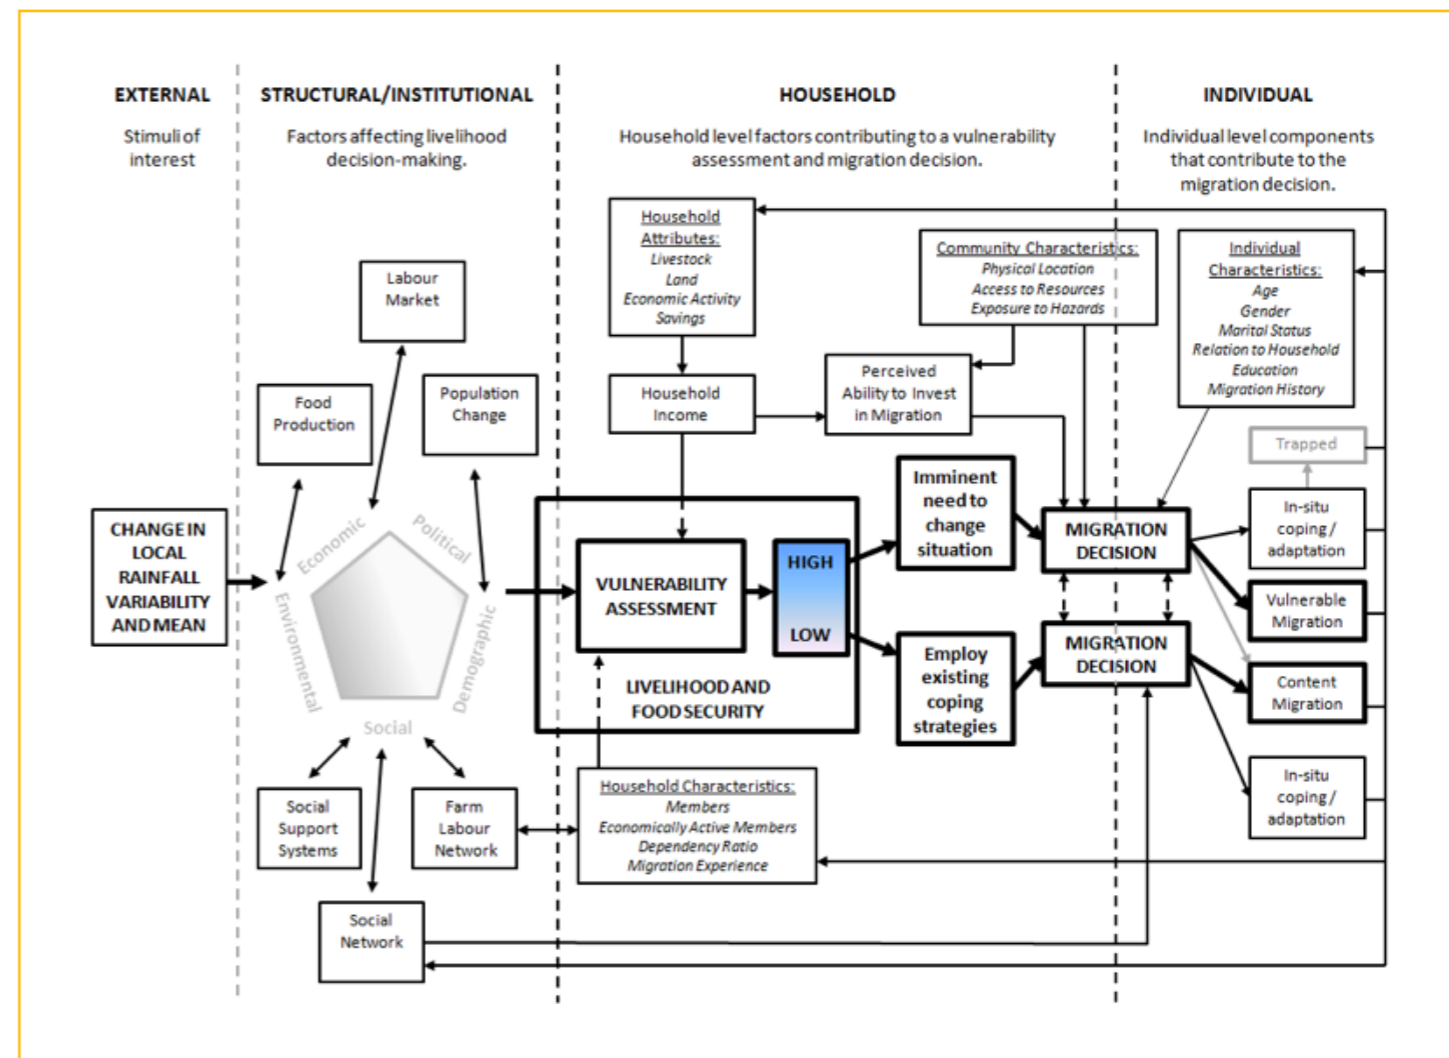 EXTERNAL
Stimuli of
interest
STRUCTURAL/INSTITUTIONAL
Factors affecting livelihood
decision-making.
HOUSEHOLD
Household level factors contributing to a vulnerability
assessment and migration decision.
INDIVIDUAL
Individual level components
that contribute to the
migration decision.
CHANGE IN
LOCAL
RAINFALL
VARIABILITY
AND MEAN
Labour
Market
Food
Production
Population
Change
Economic
Political
Environmental
Demographic
Social
Social
Support
Systems
Farm
Labour
Network
Social
Network
Household
Attributes:
Livestock
Land
Economic Activity
Savings
Household
Income
Community Characteristics:
Physical Location
Access to Resources
Exposure to Hazards
Perceived
Ability to Invest
in Migration
VULNERABILITY
ASSESSMENT
HIGH
LOW
LIVELIHOOD AND
FOOD SECURITY
Household Characteristics:
Members
Economically Active Members
Dependency Ratio
Migration Experience
Imminent
need to
change
situation
Employ
existing
coping
strategies
MIGRATION
DECISION
MIGRATION
DECISION
Individual
Characteristics:
Age
Gender
Marital Status
Relation to Household
Education
Migration History
Trapped
In-situ
coping /
adaptation
Vulnerable
Migration
Content
Migration
In-situ
coping /
adaptation